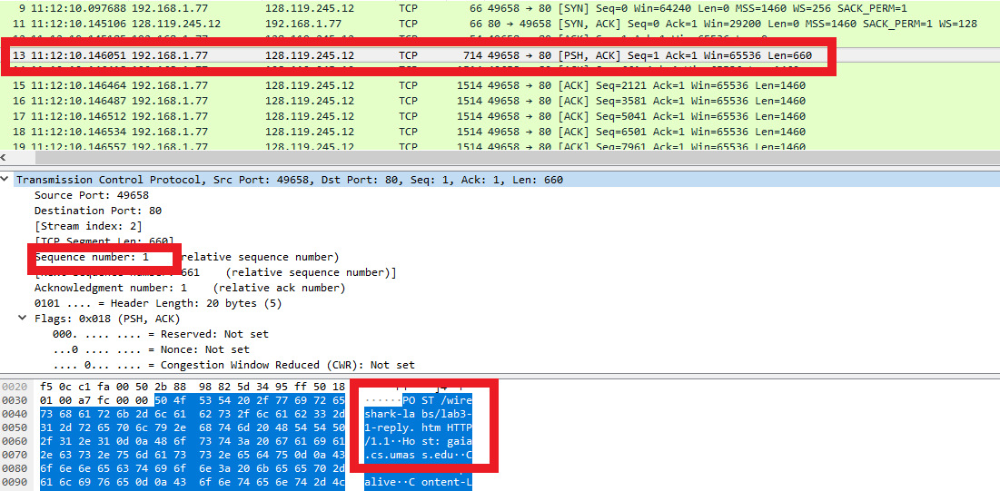 9 11:12:10.097688 192.168.1.77 128.119.245.12 TCP 66 49658 → 80 [SYN] Seq=0 Win=64240 Len=0 MSS=1460 WS=256 SACK_PERM=1
11 11:12:10.145106 128.119.245.12 192.168.1.77 TCP 66 80 → 49658 [SYN, ACK] Seq=0 Ack=1 Win=29200 Len=0 MSS=1460 SACK_PERM=1 WS=128
13 11:12:10.146051 192.168.1.77 128.119.245.12 TCP 714 49658 → 80 [PSH, ACK] Seq=1 Ack=1 Win=65536 Len=660
15 11:12:10.146464 192.168.1.77 128.119.245.12 TCP 1514 49658 → 80 [ACK] Seq=2121 Ack=1 Win=65536 Len=1460
16 11:12:10.146487 192.168.1.77 128.119.245.12 TCP 1514 49658 → 80 [ACK] Seq=3581 Ack=1 Win=65536 Len=1460
17 11:12:10.146512 192.168.1.77 128.119.245.12 TCP 1514 49658 → 80 [ACK] Seq=5041 Ack=1 Win=65536 Len=1460
18 11:12:10.146534 192.168.1.77 128.119.245.12 TCP 1514 49658 → 80 [ACK] Seq=6501 Ack=1 Win=65536 Len=1460
19 11:12:10.146557 192.168.1.77 128.119.245.12 TCP 1514 49658 → 80 [ACK] Seq=7961 Ack=1 Win=65536 Len=1460
Transmission Control Protocol, Src Port: 49658, Dst Port: 80, Seq: 1, Ack: 1, Len: 660
Source Port: 49658
Destination Port: 80
[Stream index: 2]
[TCP Segment Len: 660]
Sequence number: 1 (relative sequence number)
661 (relative sequence number)]
Acknowledgment number: 1 (relative ack number)
0101 .... = Header Length: 20 bytes (5)
Flags: 0x018 (PSH, ACK)
000. .... .... = Reserved: Not set
...0 .... .... = Nonce: Not set
.... 0... .... = Congestion Window Reduced (CWR): Not set
0020 f5 0c c1 fa 00 50 2b 88 98 82 5d 34 95 ff 50 18
0030 01 00 a7 fc 00 00 50 4f 53 54 20 2f 77 69 72 65 ······PO ST /wire
0040 73 68 61 72 6b 2d 6c 61 62 73 2f 6c 61 62 33 2d shark-la bs/lab3-
0050 31 2d 72 65 70 6c 79 2e 68 74 6d 20 48 54 54 50 1-reply. htm HTTP
0060 2f 31 2e 31 0d 0a 48 6f 73 74 3a 20 67 61 69 61 /1.1··Ho st: gaia
0070 2e 63 73 2e 75 6d 61 73 73 2e 65 64 75 0d 0a 43 .cs.umas s.edu··C
0080 6f 6e 6e 65 63 74 69 6f 6e 3a 20 6b 65 65 70 2d
0090 61 6c 69 76 65 0d 0a 43 6f 6e 74 65 6e 74 2d 4c alive··C ontent-L